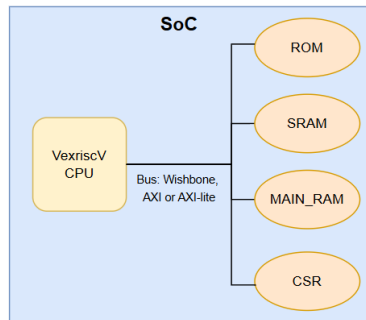 SoC
VexriscV
CPU
Bus: Wishbone,
AXI or AXI-lite
ROM
SRAM
MAIN_RAM
CSR